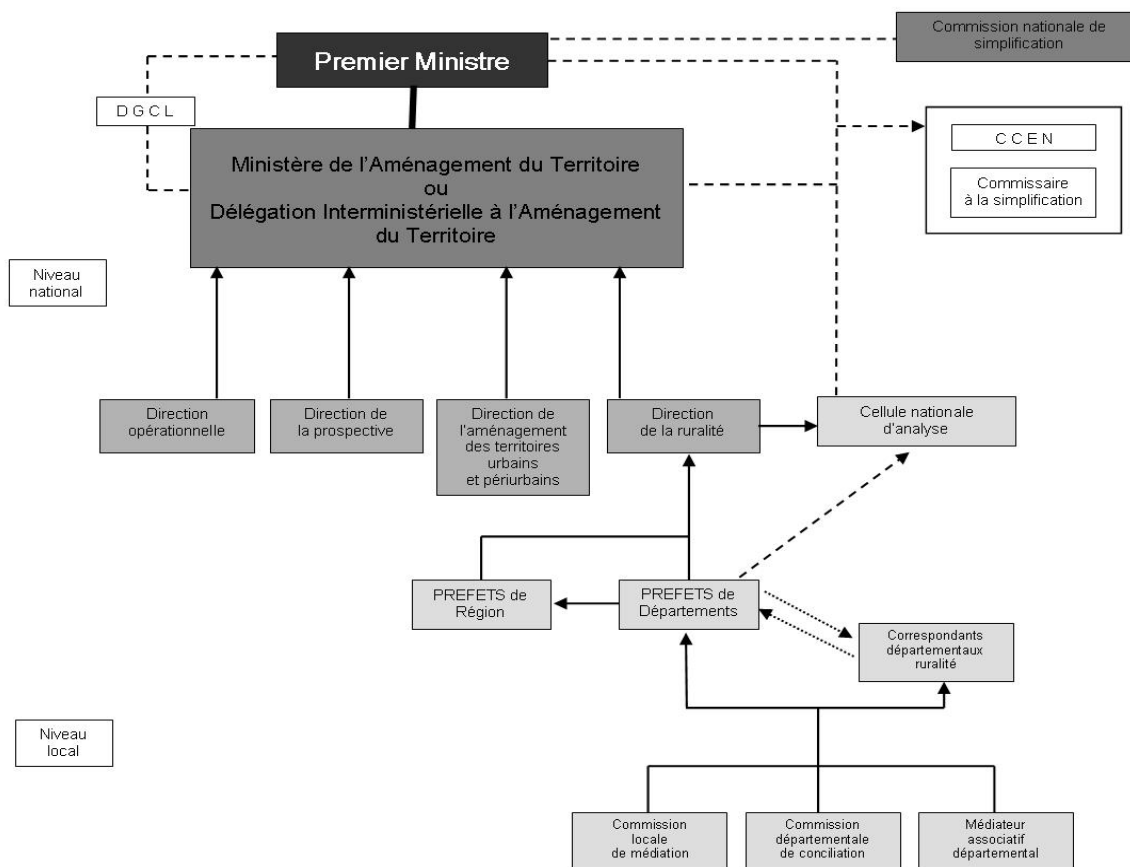 Commission nationale de
simplification
Premier Ministre
D G C L
C C E N
Commissaire
à la simplification
Ministère de l'Aménagement du Territoire
ou
Délégation Interministérielle à l'Aménagement
du Territoire
Niveau
national
Direction
opérationnelle
Direction de
la prospective
Direction de
l'aménagement
des territoires
urbains
et périurbains
Direction
de la ruralité
Cellule nationale
d'analyse
PREFETS de
Région
PREFETS de
Départements
Correspondants
départementaux
ruralité
Niveau
local
Commission
locale
de médiation
Commission
départementale
de conciliation
Médiateur
associatif
départemental